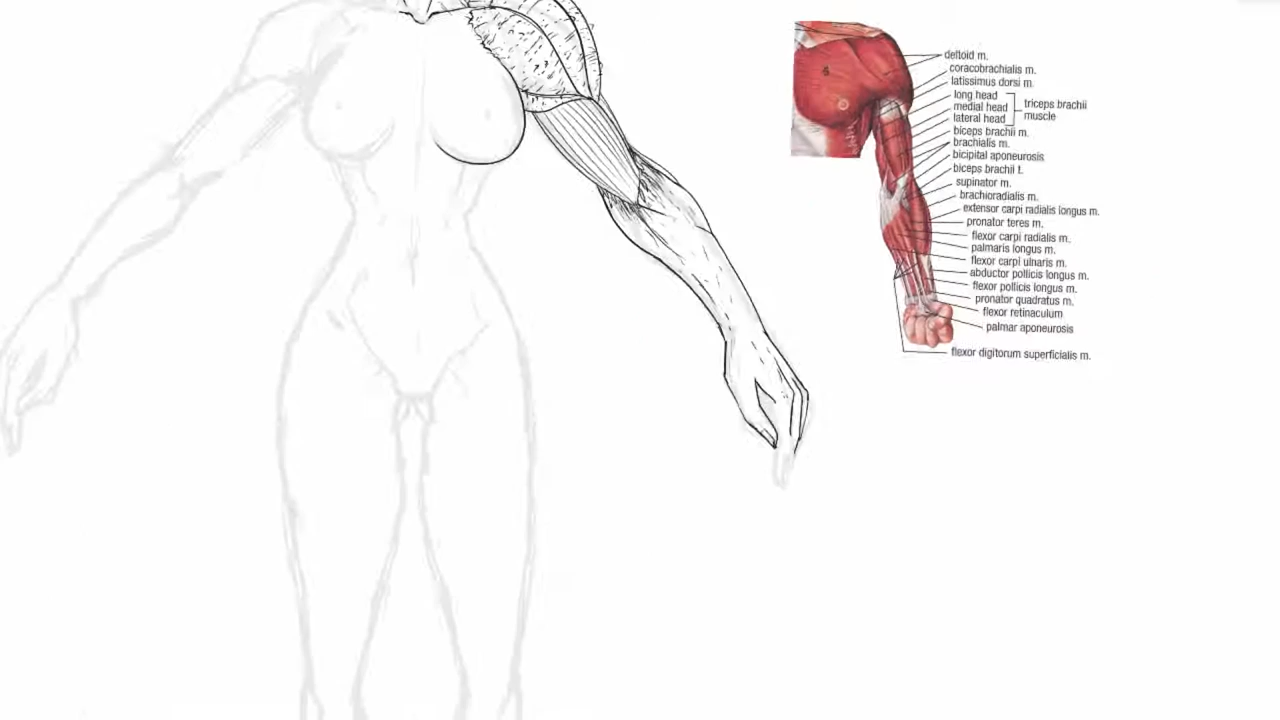 deltoid m.
coracobrachialis m.
latissimus dorsi m.
long head
medial head
lateral head
triceps brachii
muscle
biceps brachii m.
brachialis m.
bicipital aponeurosis
biceps brachii t.
supinator m.
brachioradialis m.
extensor carpi radialis longus m.
pronator teres m.
flexor carpi radialis m.
palmaris longus m.
flexor carpi ulnaris m.
abductor pollicis longus m.
flexor pollicis longus m.
pronator quadratus m.
flexor retinaculum
palmar aponeurosis
flexor digitorum superficialis m.